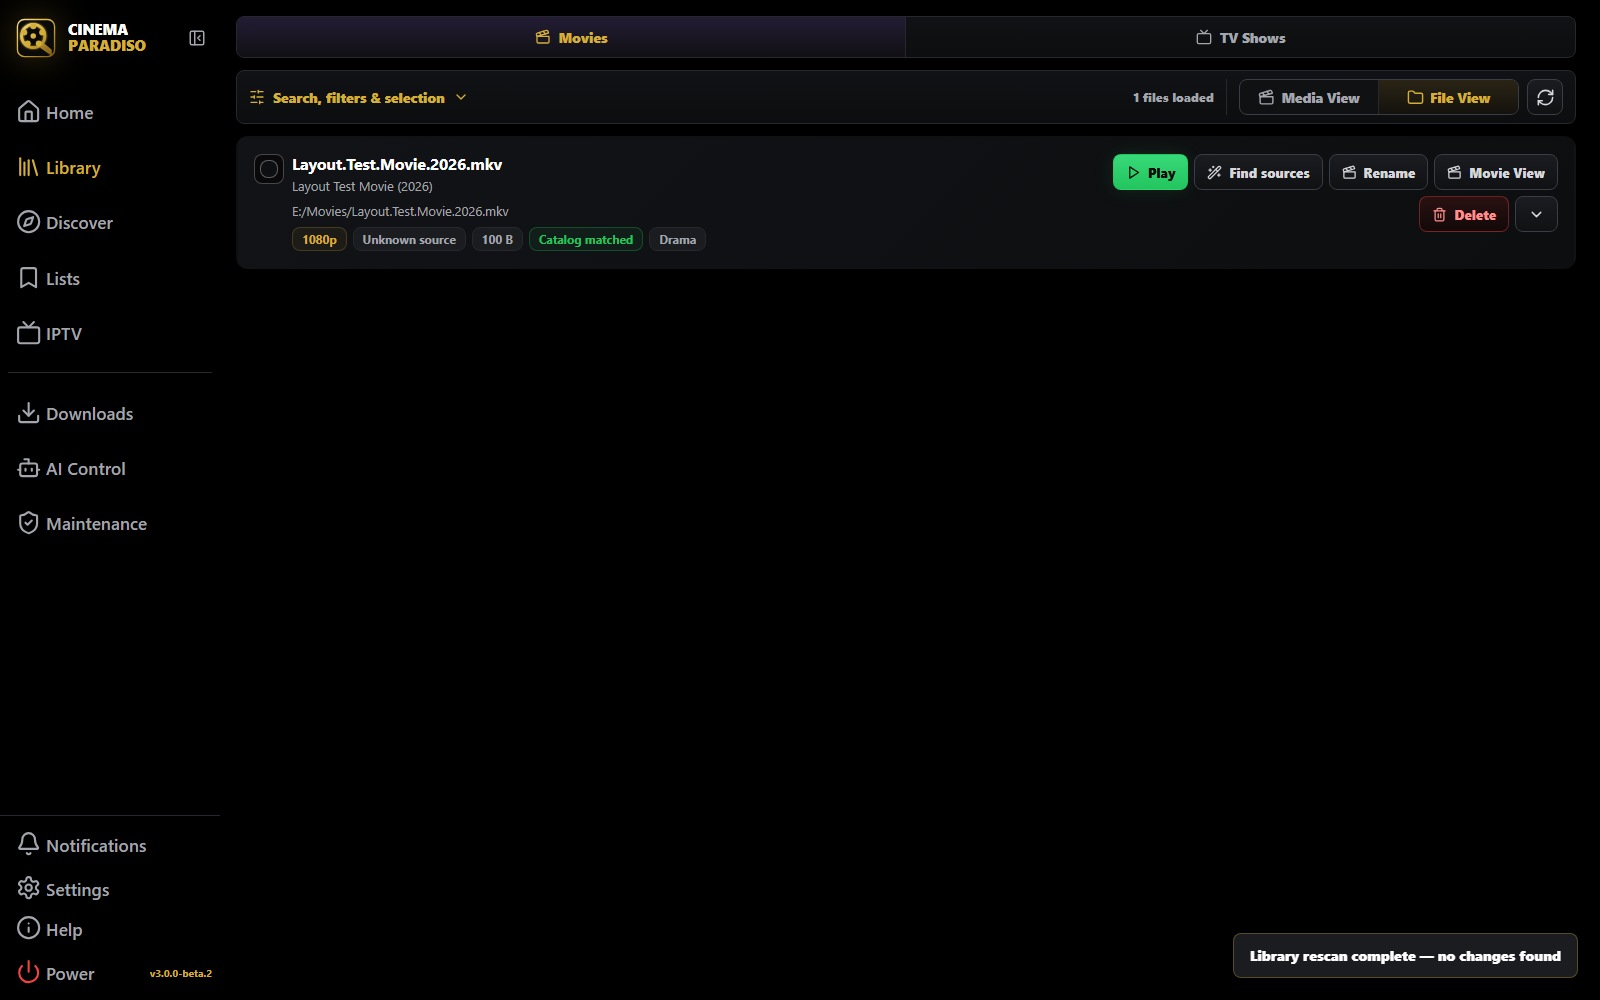 CINEMA
PARADISO
Home
Library
Discover
Lists
IPTV
Downloads
AI Control
Maintenance
Notifications
Settings
Help
Power
v3.0.0-beta.2
Movies
TV Shows
Search, filters & selection
1 files loaded
Media View
File View
Layout.Test.Movie.2026.mkv
Layout Test Movie (2026)
E:/Movies/Layout.Test.Movie.2026.mkv
1080p
Unknown source
100 B
Catalog matched
Drama
Play
Find sources
Rename
Movie View
Delete
Library rescan complete — no changes found